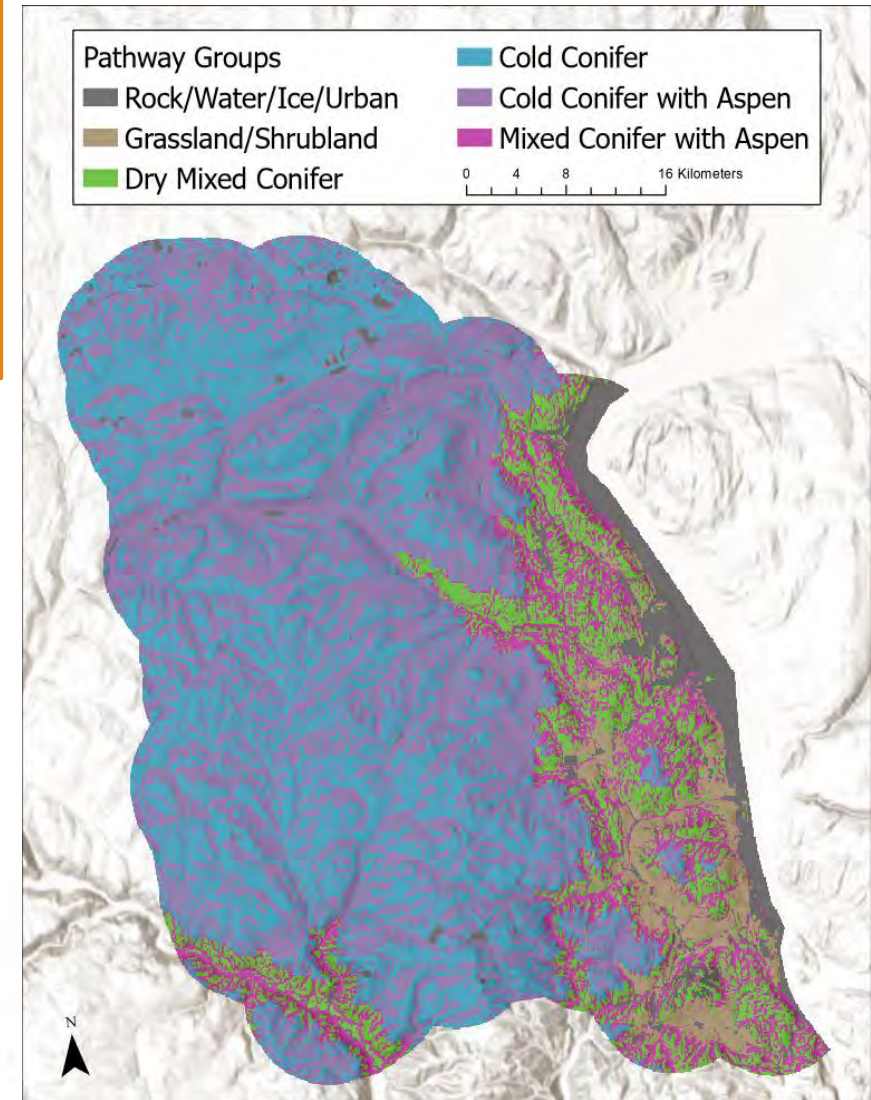 Pathway Groups
Rock/Water/Ice/Urban
Grassland/Shrubland
Dry Mixed Conifer
Cold Conifer
Cold Conifer with Aspen
Mixed Conifer with Aspen
0 4 8 16 Kilometers
N